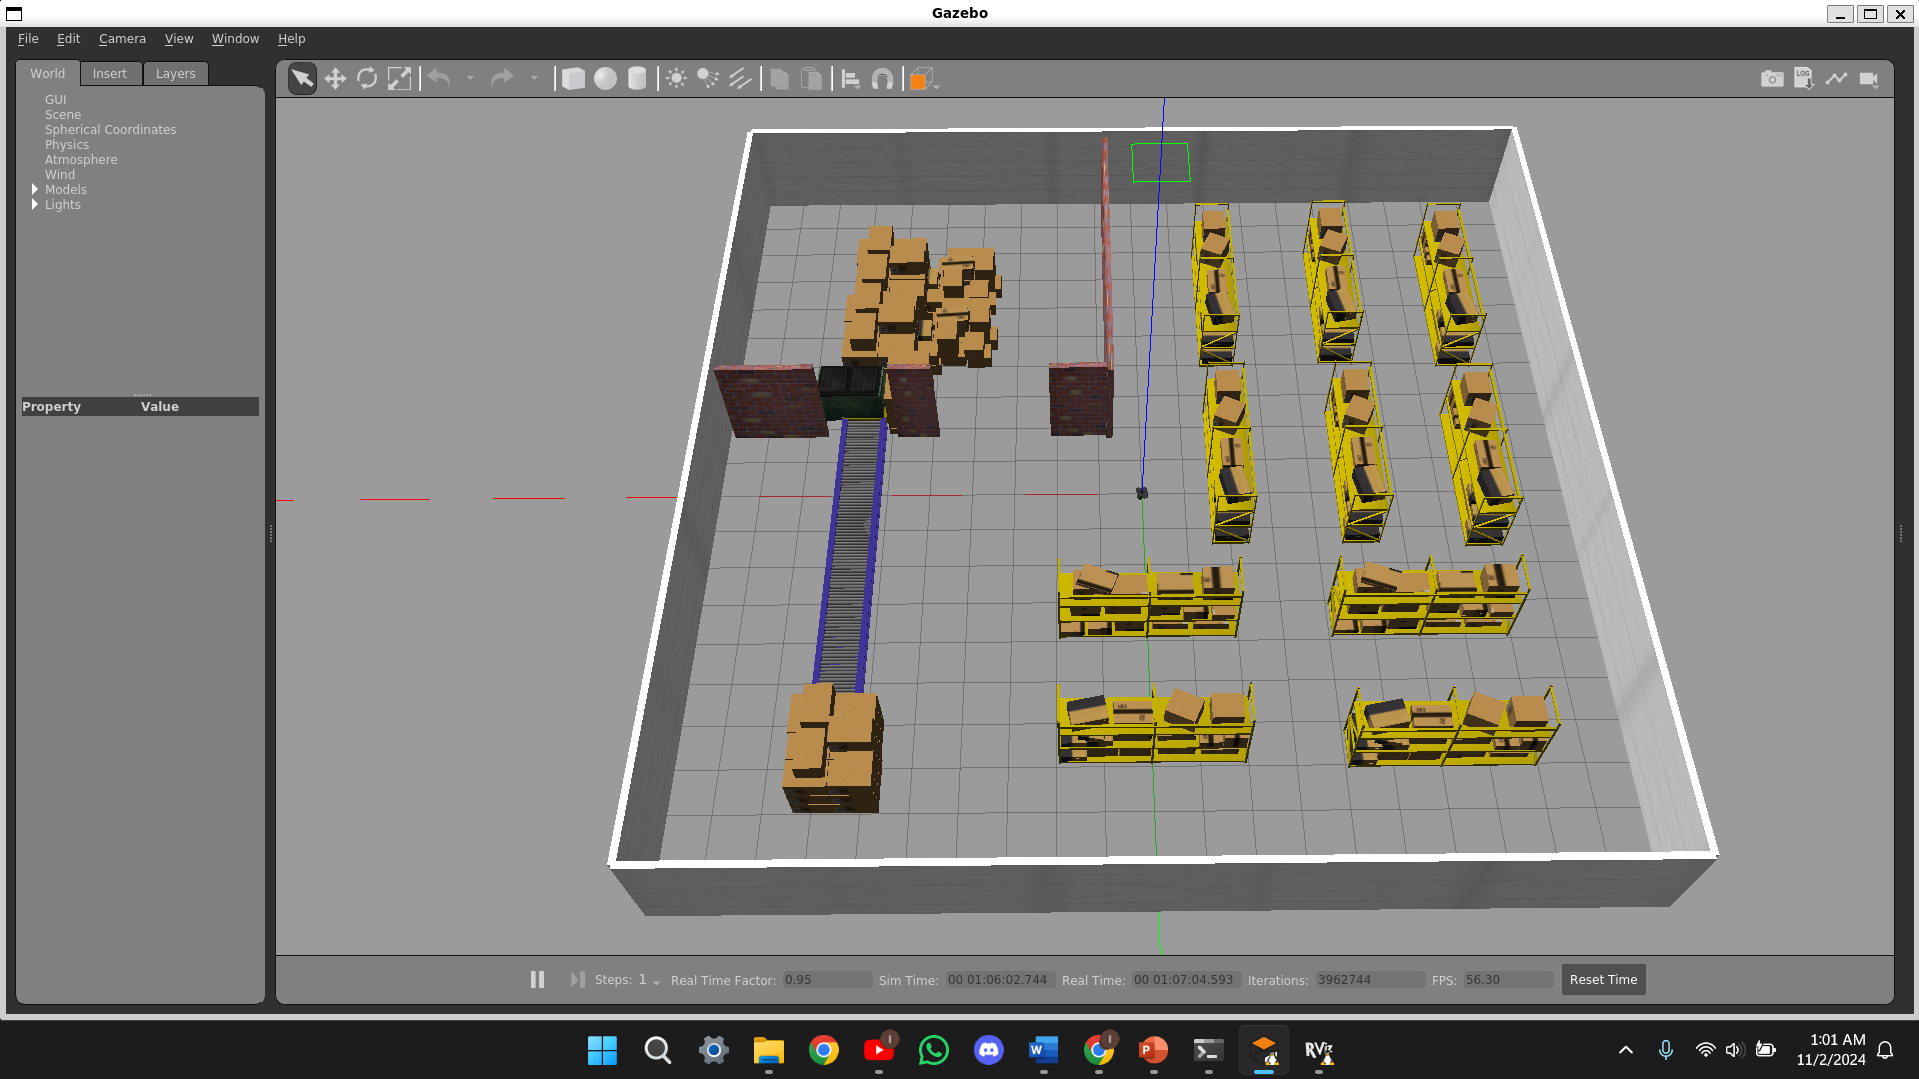 Gazebo
File Edit Camera View Window Help
World Insert Layers
LOG
GUI
Scene
Spherical Coordinates
Physics
Atmosphere
Wind
Models
Lights
Property Value
Steps: 1 Real Time Factor: 0.95 Sim Time: 00 01:06:02.744 Real Time: 00 01:07:04.593 Iterations: 3962744 FPS: 56.30 Reset Time
W I P RViz
1:01 AM
11/2/2024